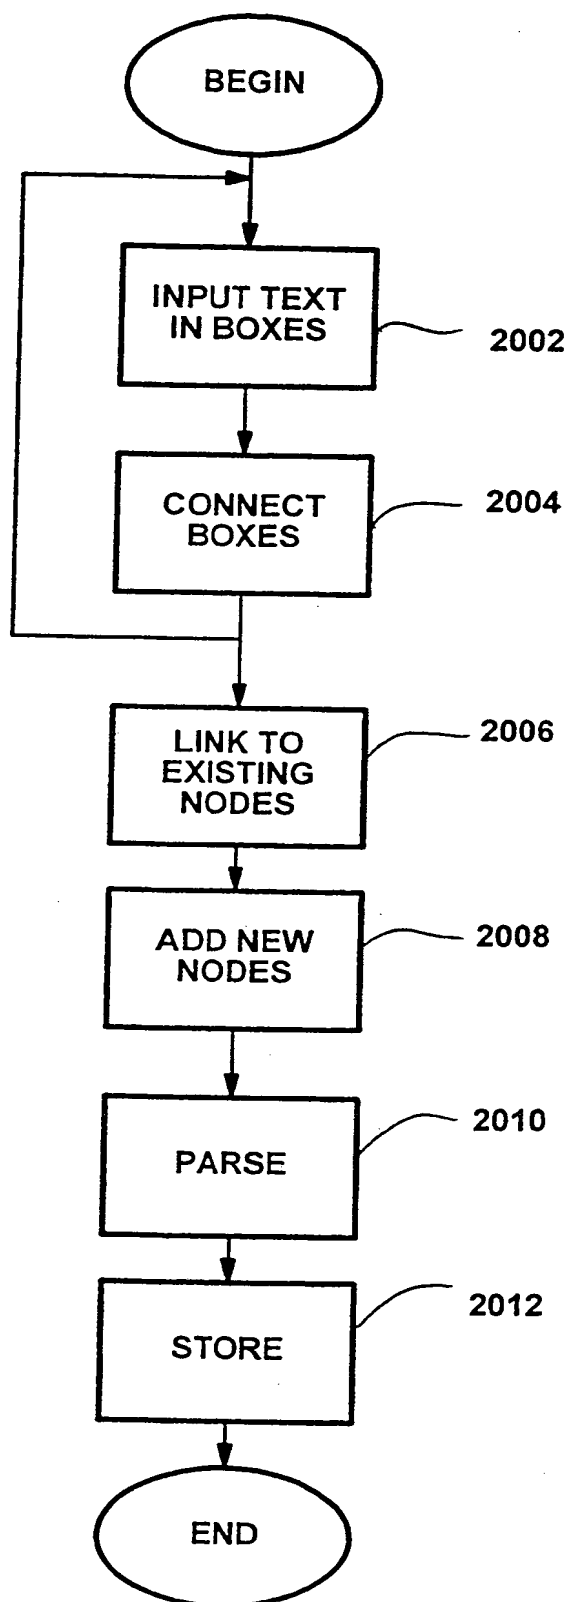 BEGIN
INPUT TEXT
IN BOXES
2002
CONNECT
BOXES
2004
LINK TO
EXISTING
NODES
2006
ADD NEW
NODES
2008
PARSE
2010
STORE
2012
END